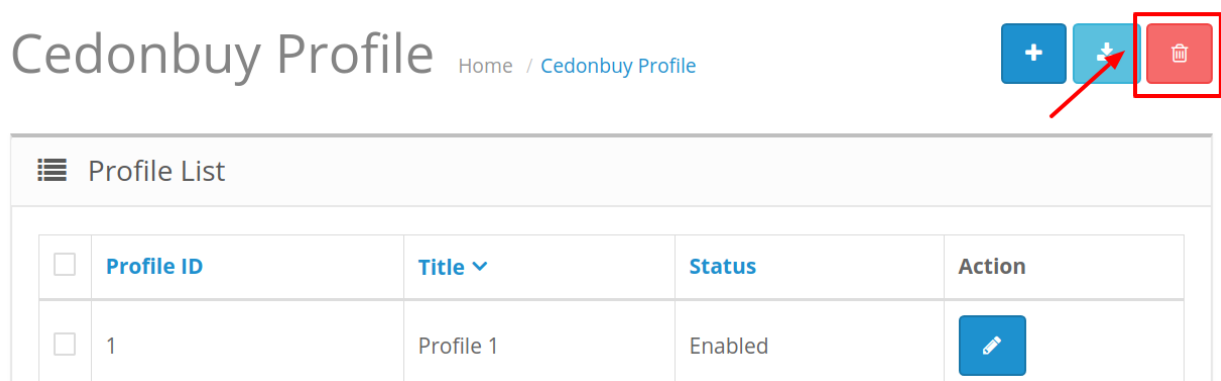 Cedonbuy Profile Home / Cedonbuy Profile
Profile List
Profile ID Title Status Action
1 Profile 1 Enabled